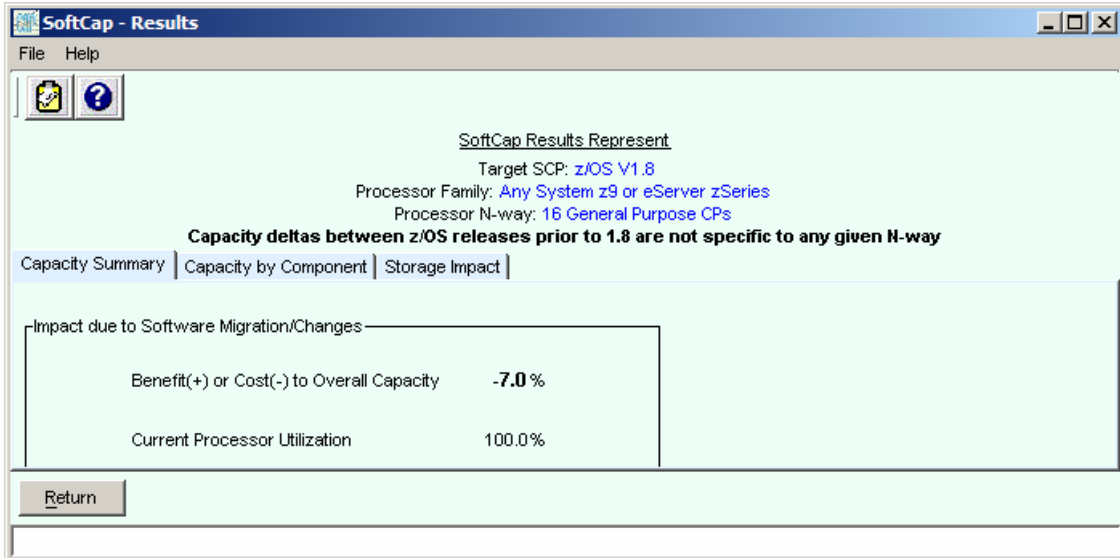 SoftCap - Results
File Help
?
SoftCap Results Represent
Target SCP: z/OS V1.8
Processor Family: Any System z9 or eServer zSeries
Processor N-way: 16 General Purpose CPs
Capacity deltas between z/OS releases prior to 1.8 are not specific to any given N-way
Capacity Summary Capacity by Component Storage Impact
Impact due to Software Migration/Changes
Benefit(+) or Cost(-) to Overall Capacity -7.0 %
Current Processor Utilization 100.0%
Return